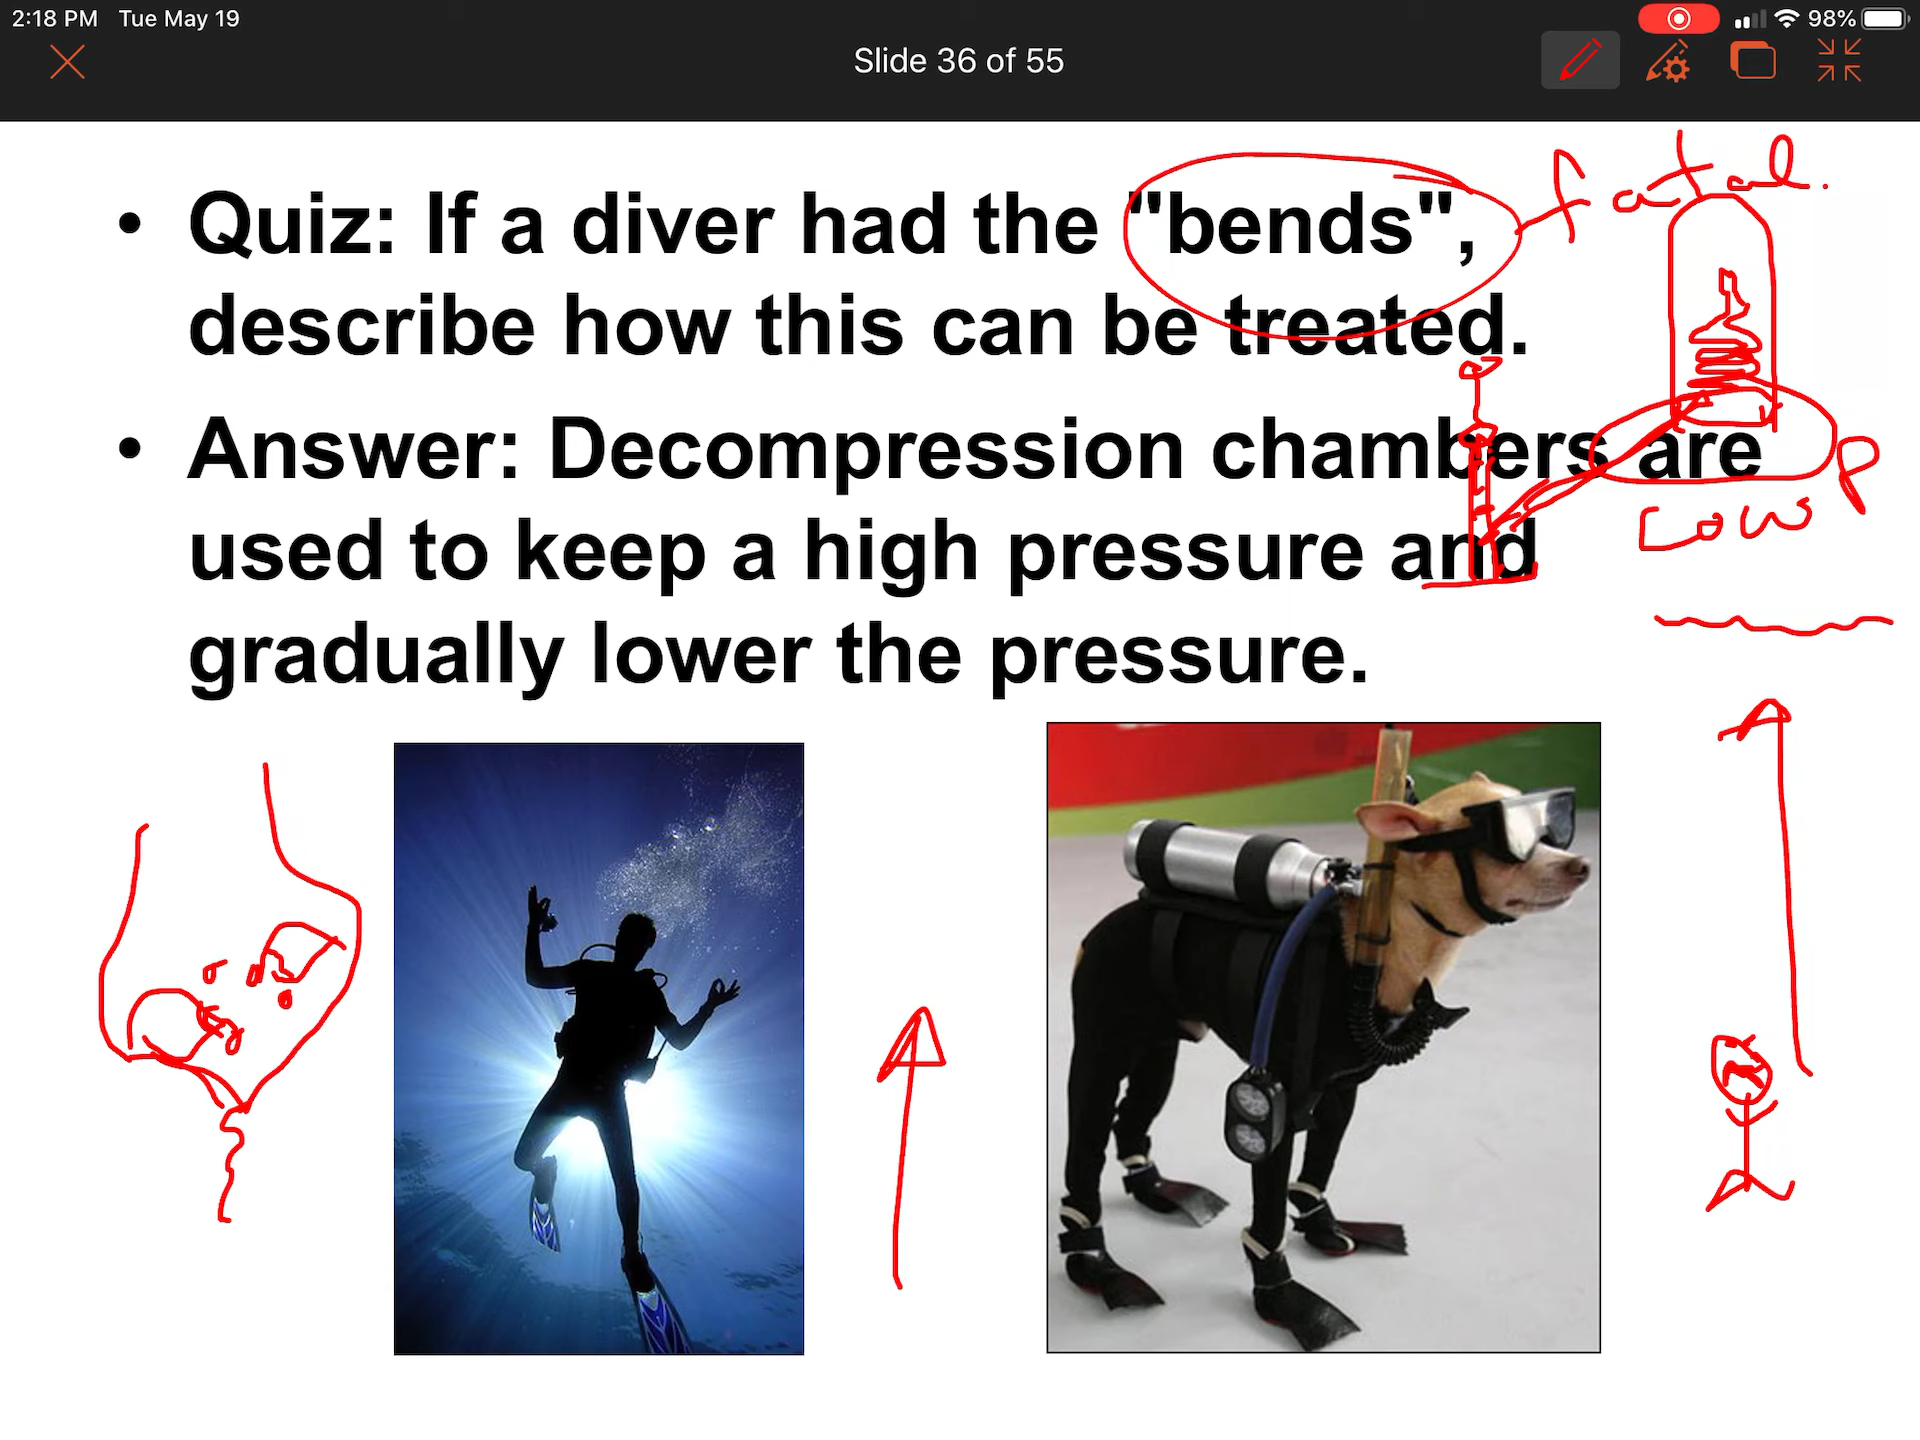 2:18 PM Tue May 19
98%
Slide 36 of 55
• Quiz: If a diver had the "bends",
describe how this can be treated.
fatal.
• Answer: Decompression chambers are
used to keep a high pressure and
gradually lower the pressure.
Low P